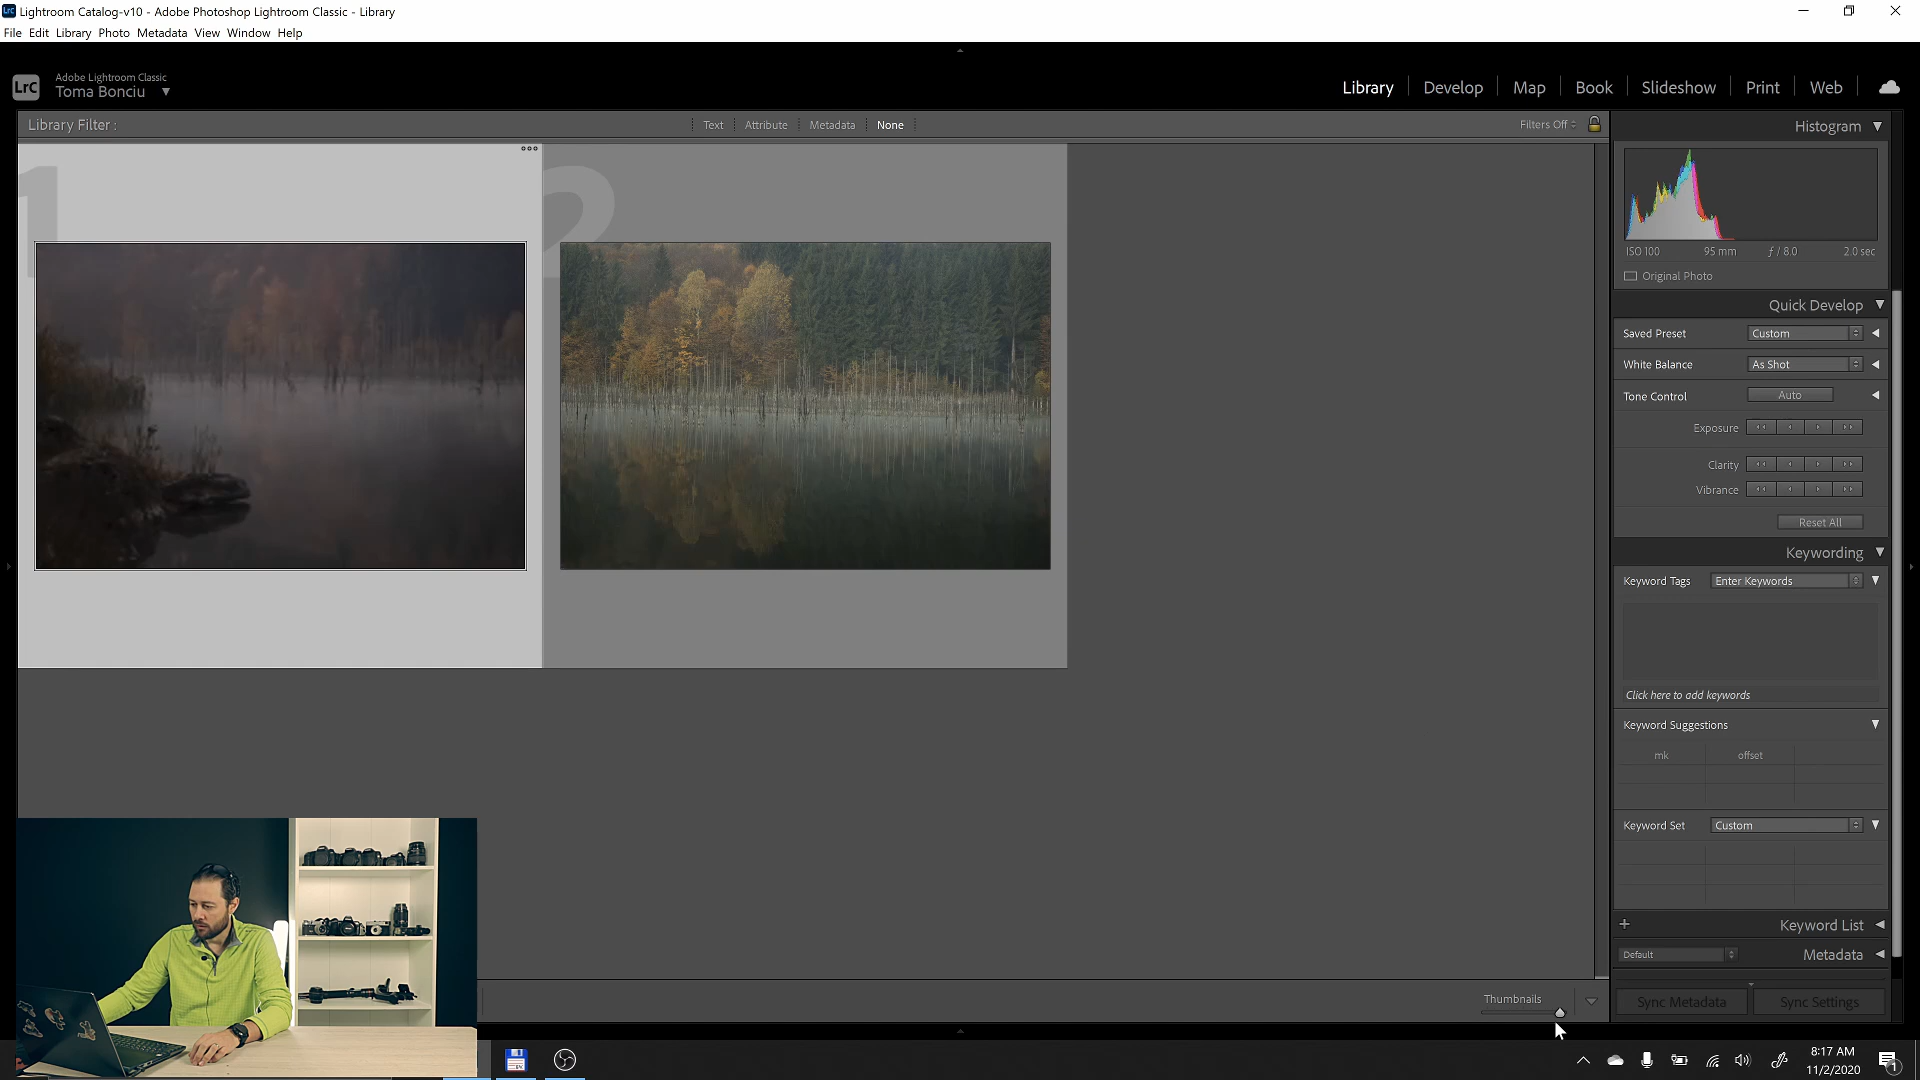 Lightroom Catalog-v10 - Adobe Photoshop Lightroom Classic - Library
File Edit Library Photo Metadata View Window Help
LrC
Adobe Lightroom Classic
Toma Bonciu
Library Develop Map Book Slideshow Print Web
Library Filter : Text Attribute Metadata None Filters Off
Histogram
1
2
ISO 100 95 mm ƒ / 8.0 2.0 sec
Original Photo
Quick Develop
Saved Preset Custom
White Balance As Shot
Tone Control Auto
Exposure
Clarity
Vibrance
Reset All
Keywording
Keyword Tags Enter Keywords
Click here to add keywords
Keyword Suggestions
mk offset
Keyword Set Custom
Keyword List
Default Metadata
Thumbnails
Sync Metadata Sync Settings
8:17 AM
11/2/2020
1